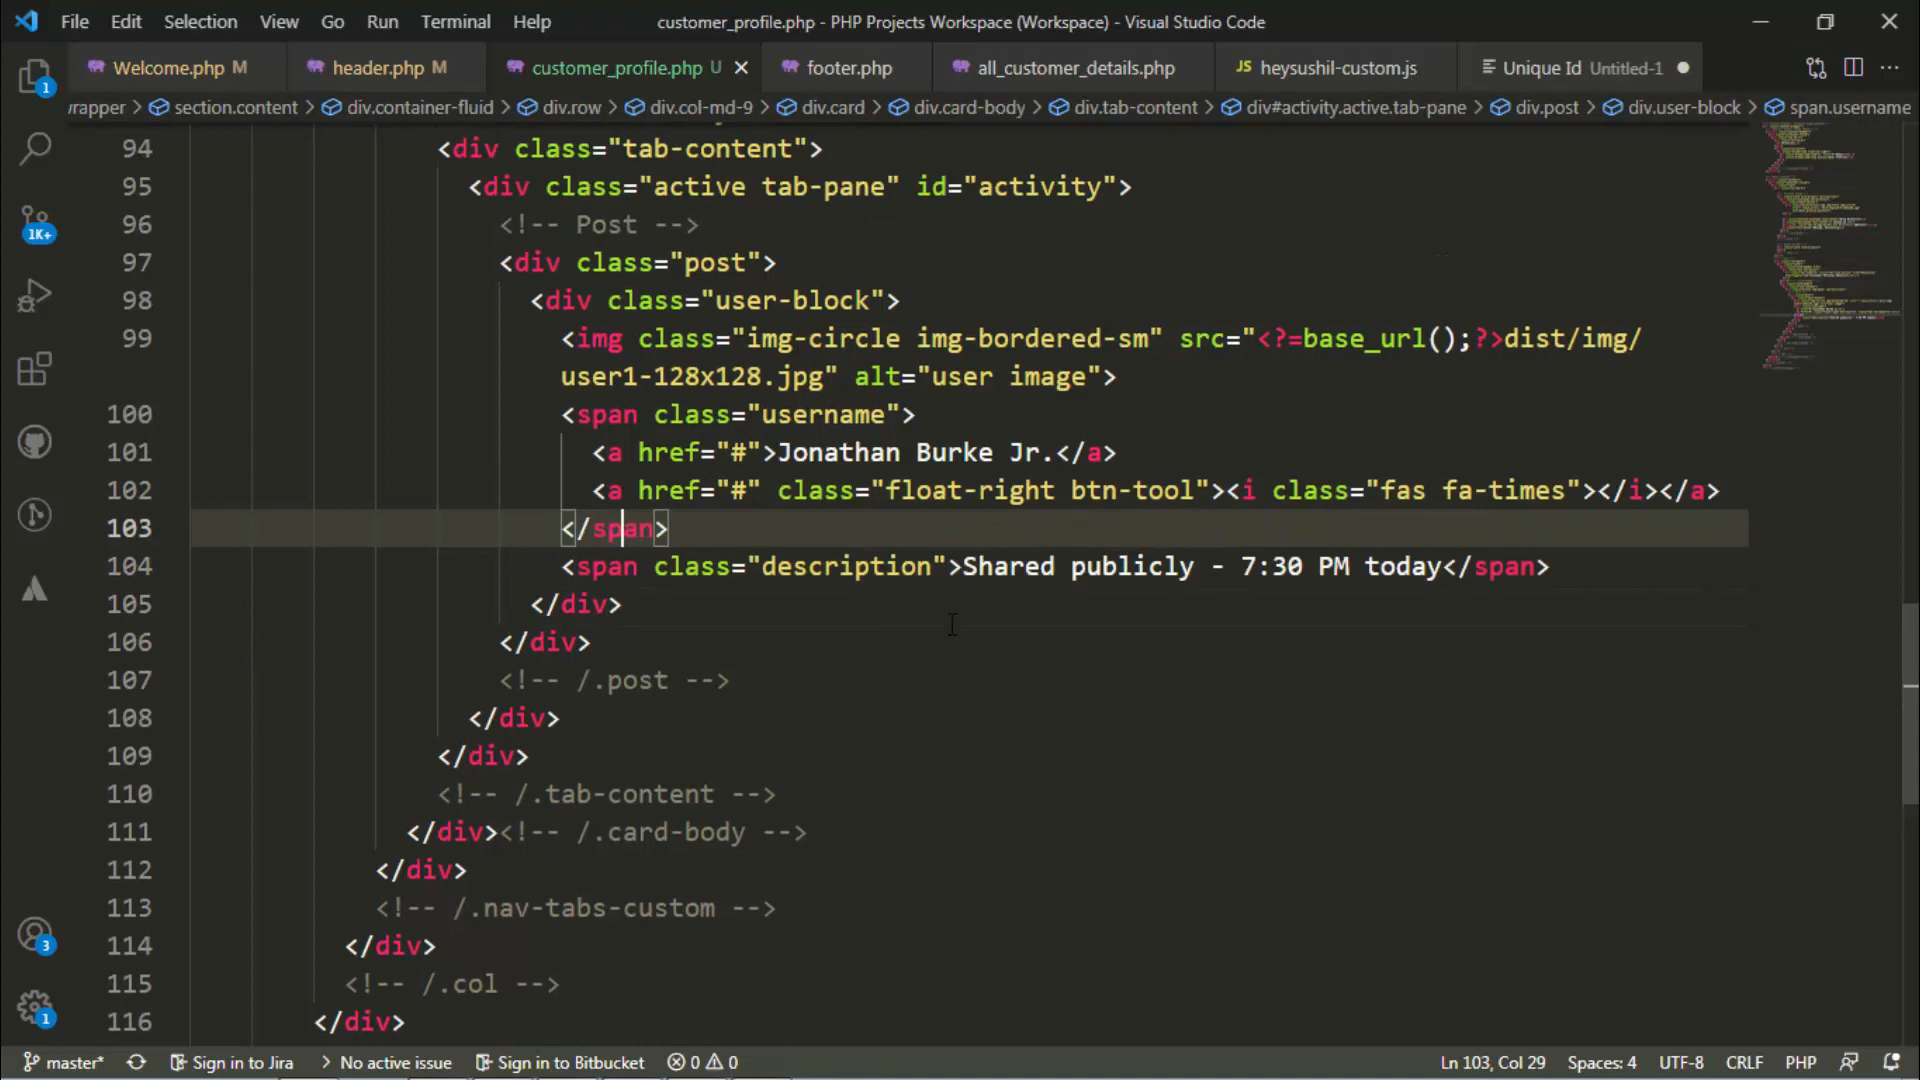 File Edit Selection View Go Run Terminal Help customer_profile.php - PHP Projects Workspace (Workspace) - Visual Studio Code
Welcome.php M header.php M customer_profile.php U footer.php all_customer_details.php JS heysushil-custom.js Unique Id Untitled-1
1
wrapper > section.content > div.container-fluid > div.row > div.col-md-9 > div.card > div.card-body > div.tab-content > div#activity.active.tab-pane > div.post > div.user-block > span.username
94 <div class="tab-content">
95 <div class="active tab-pane" id="activity">
96 <!-- Post -->
1K+
97 <div class="post">
98 <div class="user-block">
99 <img class="img-circle img-bordered-sm" src="<?=base_url();?>dist/img/
user1-128x128.jpg" alt="user image">
100 <span class="username">
101 <a href="#">Jonathan Burke Jr.</a>
102 <a href="#" class="float-right btn-tool"><i class="fas fa-times"></i></a>
103 </span>
104 <span class="description">Shared publicly - 7:30 PM today</span>
105 </div>
106 </div>
107 <!-- /.post -->
108 </div>
109 </div>
110 <!-- /.tab-content -->
111 </div><!-- /.card-body -->
112 </div>
113 <!-- /.nav-tabs-custom -->
3
114 </div>
115 <!-- /.col -->
1
116 </div>
master* Sign in to Jira > No active issue Sign in to Bitbucket 0 0 Ln 103, Col 29 Spaces: 4 UTF-8 CRLF PHP